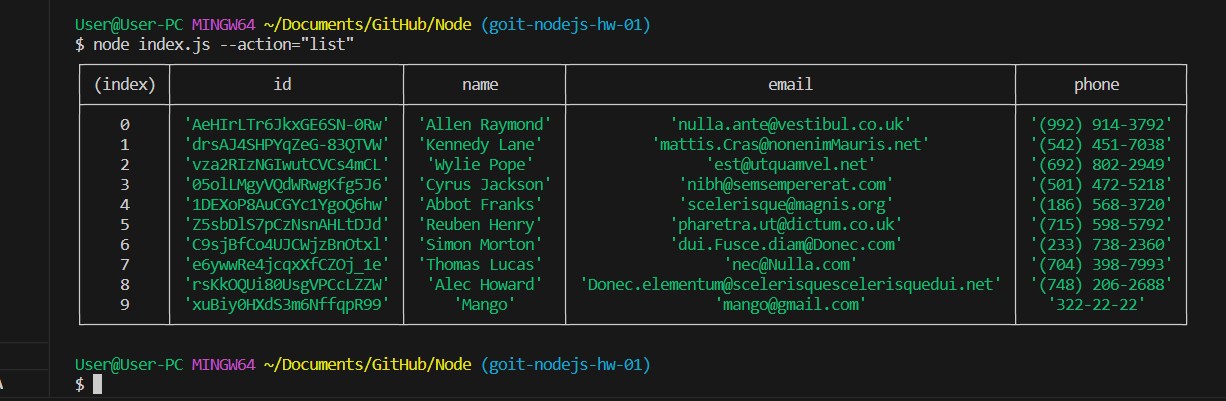 User@User-PC MINGW64 ~/Documents/GitHub/Node (goit-nodejs-hw-01)
$ node index.js --action="list"
(index) id name email phone
0 'AeHIrLTr6JkxGE6SN-0Rw' 'Allen Raymond' 'nulla.ante@vestibul.co.uk' '(992) 914-3792'
1 'drsAJ4SHPYqZeG-83QTVW' 'Kennedy Lane' 'mattis.Cras@nonenimMauris.net' '(542) 451-7038'
2 'vza2RIzNGIwutCVCs4mCL' 'Wylie Pope' 'est@utquamvel.net' '(692) 802-2949'
3 '05olLMgyVQdWRwgKfg5J6' 'Cyrus Jackson' 'nibh@semsempererat.com' '(501) 472-5218'
4 '1DEXoP8AuCGYc1YgoQ6hw' 'Abbot Franks' 'scelerisque@magnis.org' '(186) 568-3720'
5 'Z5sbDlS7pCzNsnAHLtDJd' 'Reuben Henry' 'pharetra.ut@dictum.co.uk' '(715) 598-5792'
6 'C9sjBfCo4UJCWjzBnOtxl' 'Simon Morton' 'dui.Fusce.diam@Donec.com' '(233) 738-2360'
7 'e6ywwRe4jcqxXfCZOj_1e' 'Thomas Lucas' 'nec@Nulla.com' '(704) 398-7993'
8 'rsKkOQUi80UsgVPCcLZZW' 'Alec Howard' 'Donec.elementum@scelerisquescelerisquedui.net' '(748) 206-2688'
9 'xuBiy0HXdS3m6NffqpR99' 'Mango' 'mango@gmail.com' '322-22-22'
User@User-PC MINGW64 ~/Documents/GitHub/Node (goit-nodejs-hw-01)
$